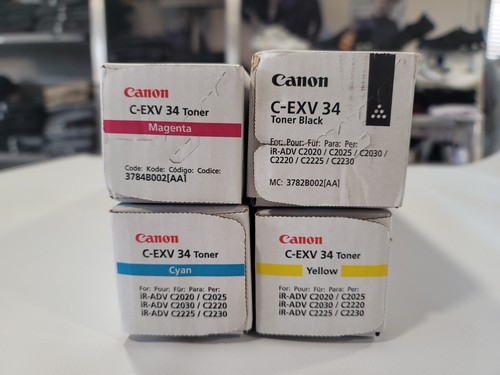 Canon
C-EXV 34 Toner
Magenta
Code: Kode: Código: Codice:
3784B002[AA]
Canon
C-EXV 34
Toner Black
For: Pour: Für: Para: Per:
iR-ADV C2020 / C2025 / C2030 /
C2220 / C2225 / C2230
MC: 3782B002[AA]
Canon
C-EXV 34 Toner
Cyan
For: Pour: Für: Para: Per:
iR-ADV C2020 / C2025
iR-ADV C2030 / C2220
iR-ADV C2225 / C2230
Canon
C-EXV 34 Toner
Yellow
For: Pour: Für: Para: Per:
iR-ADV C2020 / C2025
iR-ADV C2030 / C2220
iR-ADV C2225 / C2230